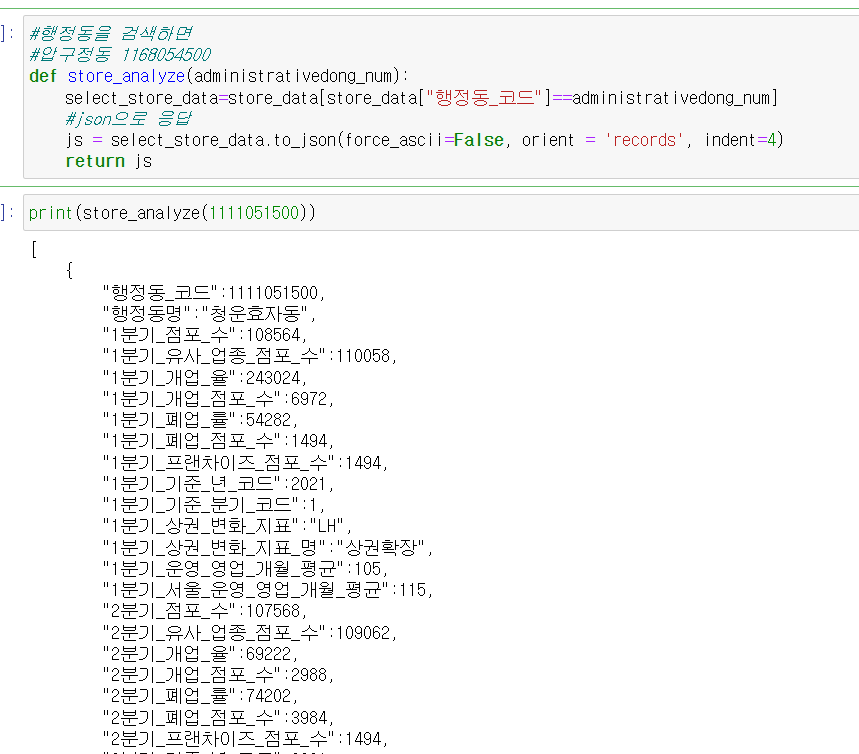 ]: #행정동을 검색하면
#압구정동 1168054500
def store_analyze(administrativedong_num):
    select_store_data=store_data[store_data["행정동_코드"]==administrativedong_num]
    #json으로 응답
    js = select_store_data.to_json(force_ascii=False, orient = 'records', indent=4)
    return js
]: print(store_analyze(1111051500))
[
    {
        "행정동_코드":1111051500,
        "행정동명":"청운효자동",
        "1분기_점포_수":108564,
        "1분기_유사_업종_점포_수":110058,
        "1분기_개업_율":243024,
        "1분기_개업_점포_수":6972,
        "1분기_폐업_률":54282,
        "1분기_폐업_점포_수":1494,
        "1분기_프랜차이즈_점포_수":1494,
        "1분기_기준_년_코드":2021,
        "1분기_기준_분기_코드":1,
        "1분기_상권_변화_지표":"LH",
        "1분기_상권_변화_지표_명":"상권확장",
        "1분기_운영_영업_개월_평균":105,
        "1분기_서울_운영_영업_개월_평균":115,
        "2분기_점포_수":107568,
        "2분기_유사_업종_점포_수":109062,
        "2분기_개업_율":69222,
        "2분기_개업_점포_수":2988,
        "2분기_폐업_률":74202,
        "2분기_폐업_점포_수":3984,
        "2분기_프랜차이즈_점포_수":1494,